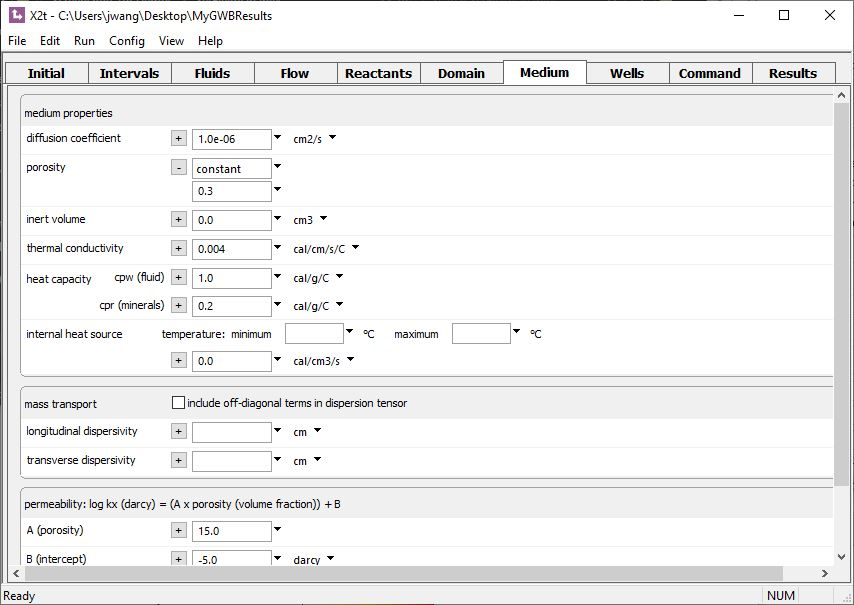 X2t - C:\Users\jwang\Desktop\MyGWBResults
File Edit Run Config View Help
Initial Intervals Fluids Flow Reactants Domain Medium Wells Command Results
medium properties
diffusion coefficient + 1.0e-06 cm2/s
porosity - constant
0.3
inert volume + 0.0 cm3
thermal conductivity + 0.004 cal/cm/s/C
heat capacity cpw (fluid) + 1.0 cal/g/C
cpr (minerals) + 0.2 cal/g/C
internal heat source temperature: minimum ºC maximum ºC
+ 0.0 cal/cm3/s
mass transport include off-diagonal terms in dispersion tensor
longitudinal dispersivity + cm
transverse dispersivity + cm
permeability: log kx (darcy) = (A x porosity (volume fraction)) + B
A (porosity) + 15.0
B (intercept) + -5.0 darcy
Ready NUM